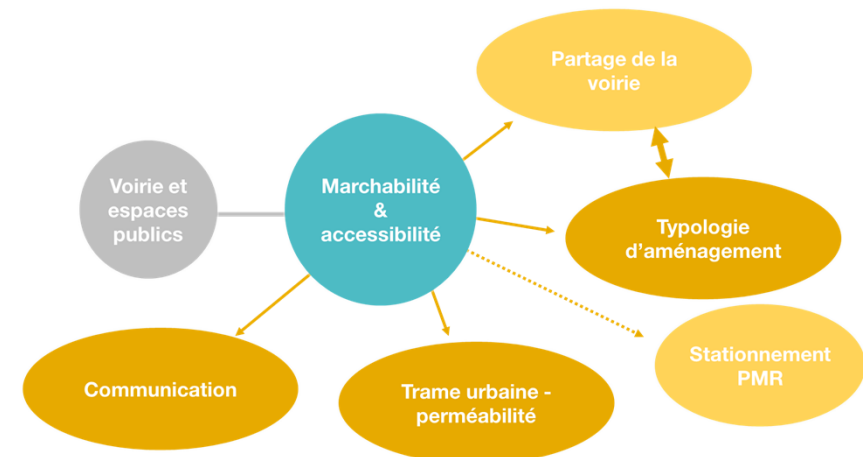 Partage de la
voirie
Voirie et
espaces
publics
Marchabilité
&
accessibilité
Typologie
d’aménagement
Stationnement
PMR
Communication
Trame urbaine -
perméabilité